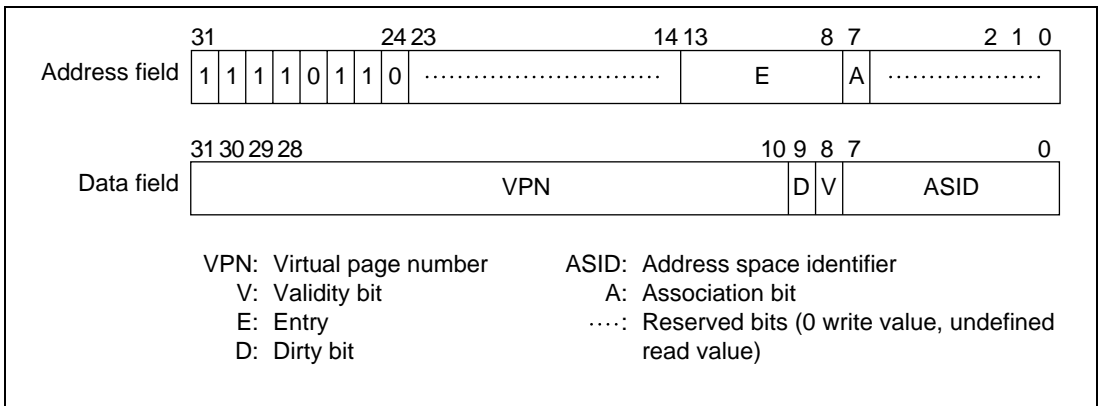 31 24 23 14 13 8 7 2 1 0
Address field 1 1 1 1 0 1 1 0 ............................. E A ...................
31 30 29 28 10 9 8 7 0
Data field VPN D V ASID
VPN: Virtual page number ASID: Address space identifier
V: Validity bit A: Association bit
E: Entry ....: Reserved bits (0 write value, undefined
D: Dirty bit read value)